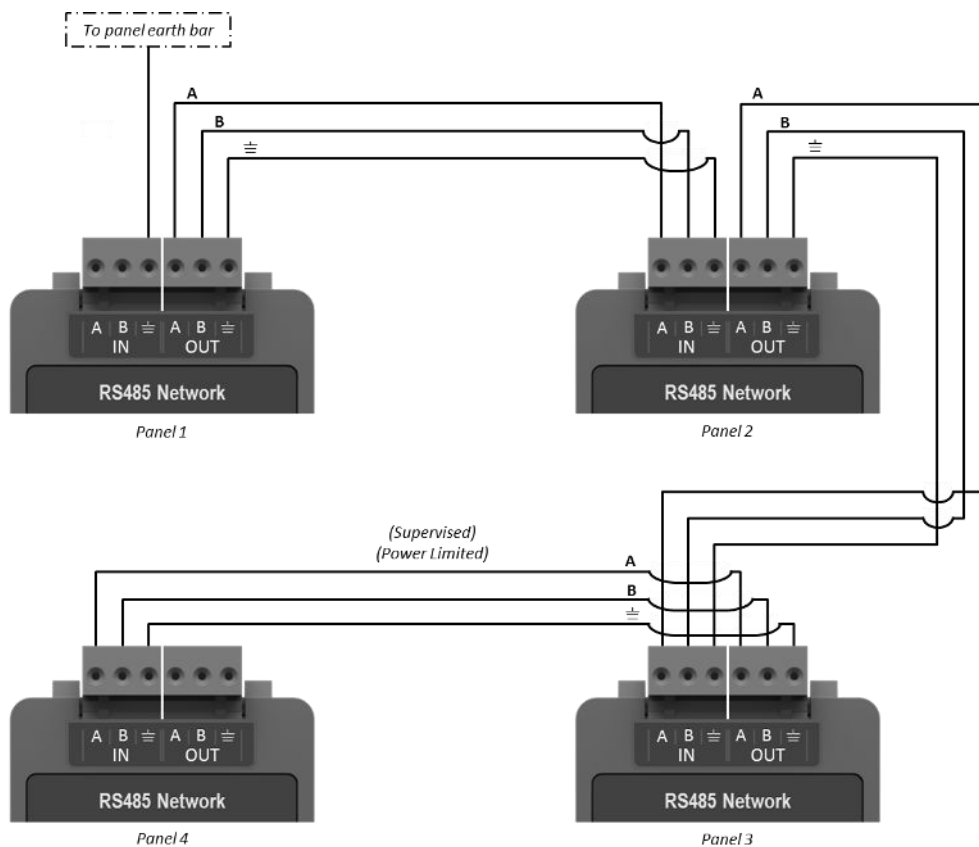 To panel earth bar
A
B
A
B
A B A B
IN OUT
RS485 Network
Panel 1
A B A B
IN OUT
RS485 Network
Panel 2
(Supervised)
(Power Limited)
A
B
A B A B
IN OUT
RS485 Network
Panel 4
A B A B
IN OUT
RS485 Network
Panel 3